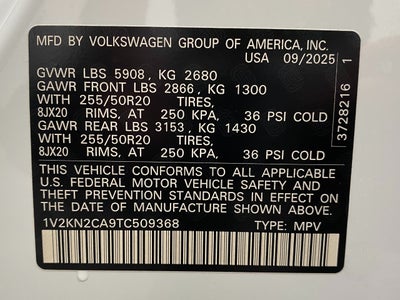 MFD BY VOLKSWAGEN GROUP OF AMERICA, INC.
USA 09/2025
GVWR LBS 5908, KG 2680
GAWR FRONT LBS 2866, KG 1300
WITH 255/50R20 TIRES,
8JX20 RIMS, AT 250 KPA, 36 PSI COLD
GAWR REAR LBS 3153, KG 1430
WITH 255/50R20 TIRES,
8JX20 RIMS, AT 250 KPA, 36 PSI COLD
THIS VEHICLE CONFORMS TO ALL APPLICABLE
U.S. FEDERAL MOTOR VEHICLE SAFETY AND
THEFT PREVENTION STANDARDS IN EFFECT ON
THE DATE OF MANUFACTURE SHOWN ABOVE.
1V2KN2CA9TC509368 TYPE: MPV
3728216 1